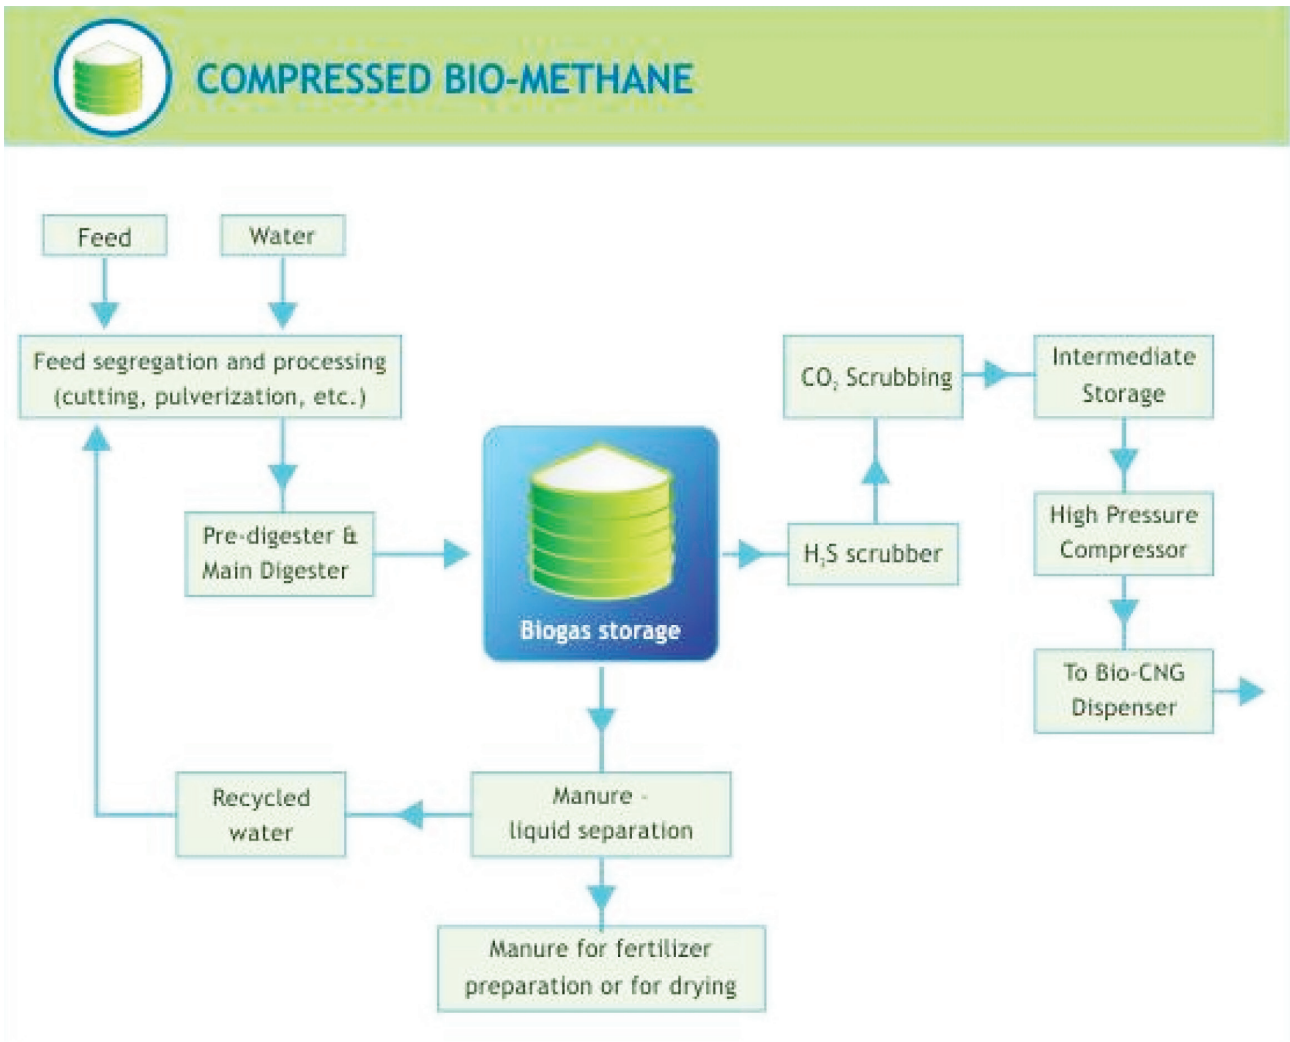 COMPRESSED BIO-METHANE
Feed
Water
Feed segregation and processing
(cutting, pulverization, etc.)
Pre-digester &
Main Digester
Biogas storage
H₂S scrubber
CO₂ Scrubbing
Intermediate
Storage
High Pressure
Compressor
To Bio-CNG
Dispenser
Manure -
liquid separation
Recycled
water
Manure for fertilizer
preparation or for drying